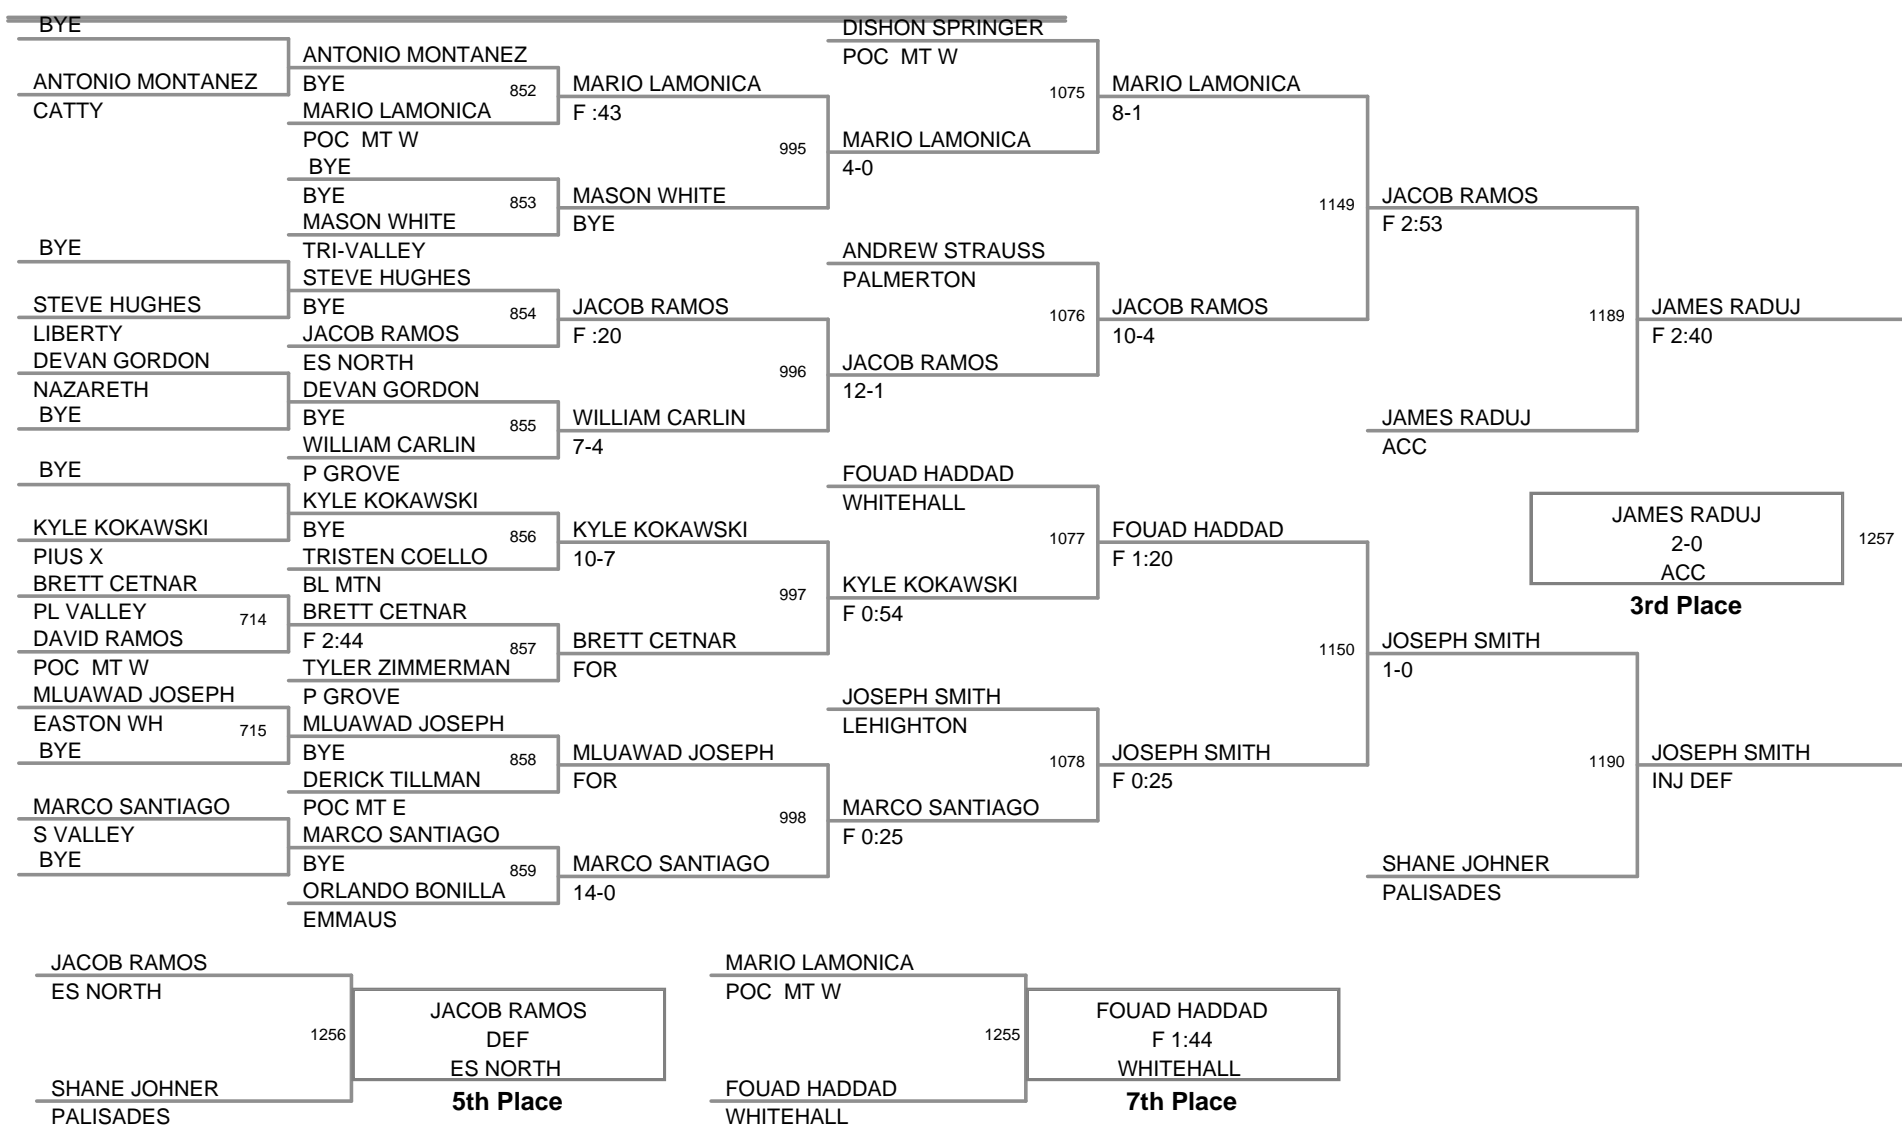 BYE
ANTONIO MONTANEZ
CATTY
BYE
STEVE HUGHES
LIBERTY
DEVAN GORDON
NAZARETH
BYE
BYE
KYLE KOKAWSKI
PIUS X
BRETT CETNAR
PL VALLEY
714
DAVID RAMOS
POC MT W
MLUAWAD JOSEPH
EASTON WH
715
BYE
MARCO SANTIAGO
S VALLEY
BYE
ANTONIO MONTANEZ
BYE
852
MARIO LAMONICA
POC MT W
BYE
BYE
853
MASON WHITE
TRI-VALLEY
STEVE HUGHES
BYE
854
JACOB RAMOS
ES NORTH
DEVAN GORDON
BYE
855
WILLIAM CARLIN
P GROVE
KYLE KOKAWSKI
BYE
856
TRISTEN COELLO
BL MTN
BRETT CETNAR
F 2:44
857
TYLER ZIMMERMAN
P GROVE
MLUAWAD JOSEPH
BYE
858
DERICK TILLMAN
POC MT E
MARCO SANTIAGO
BYE
859
ORLANDO BONILLA
EMMAUS
MARIO LAMONICA
F :43
995
MASON WHITE
BYE
JACOB RAMOS
F :20
996
WILLIAM CARLIN
7-4
KYLE KOKAWSKI
10-7
997
BRETT CETNAR
FOR
MLUAWAD JOSEPH
FOR
998
MARCO SANTIAGO
14-0
DISHON SPRINGER
POC MT W
1075
MARIO LAMONICA
4-0
ANDREW STRAUSS
PALMERTON
1076
JACOB RAMOS
12-1
FOUAD HADDAD
WHITEHALL
1077
KYLE KOKAWSKI
F 0:54
JOSEPH SMITH
LEHIGHTON
1078
MARCO SANTIAGO
F 0:25
MARIO LAMONICA
8-1
1149
JACOB RAMOS
10-4
FOUAD HADDAD
F 1:20
1150
JOSEPH SMITH
F 0:25
JACOB RAMOS
F 2:53
1189
JAMES RADUJ
ACC
JOSEPH SMITH
1-0
1190
SHANE JOHNER
PALISADES
JAMES RADUJ
F 2:40
JAMES RADUJ
2-0
ACC
1257
3rd Place
JOSEPH SMITH
INJ DEF
JACOB RAMOS
ES NORTH
1256
SHANE JOHNER
PALISADES
JACOB RAMOS
DEF
ES NORTH
5th Place
MARIO LAMONICA
POC MT W
1255
FOUAD HADDAD
WHITEHALL
FOUAD HADDAD
F 1:44
WHITEHALL
7th Place